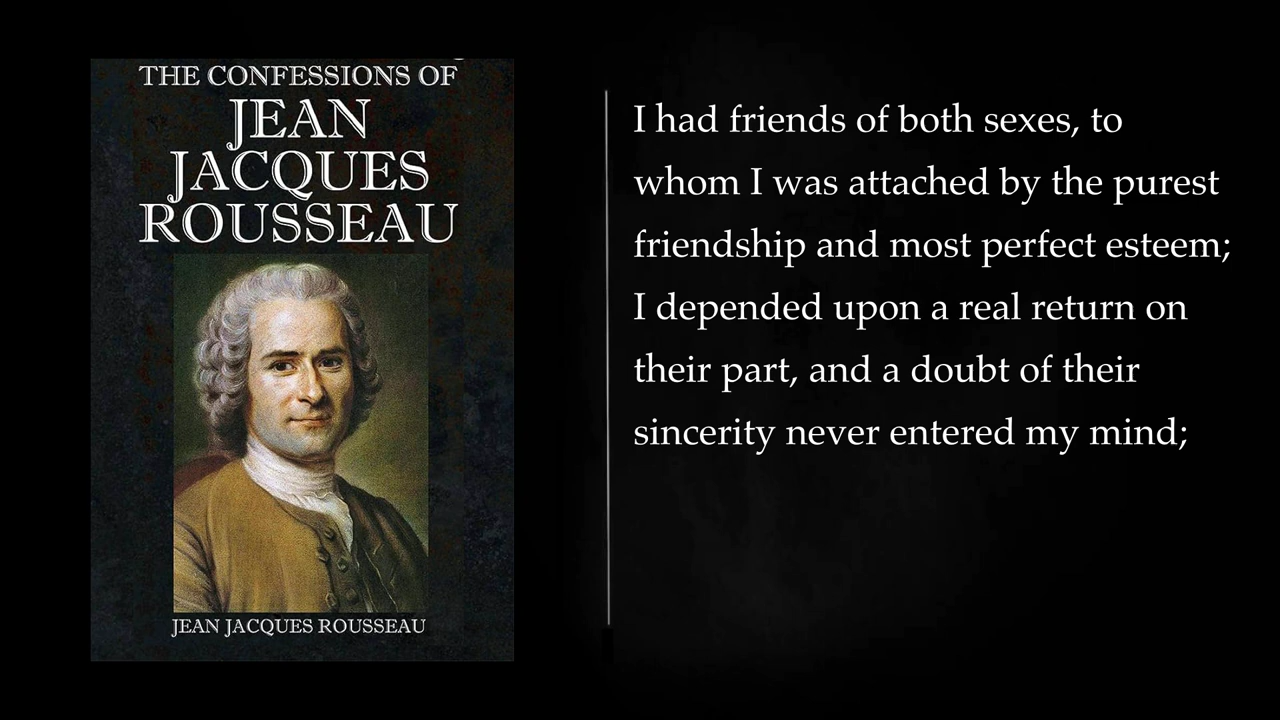 THE CONFESSIONS OF
JEAN
JACQUES
ROUSSEAU
JEAN JACQUES ROUSSEAU
I had friends of both sexes, to
whom I was attached by the purest
friendship and most perfect esteem;
I depended upon a real return on
their part, and a doubt of their
sincerity never entered my mind;